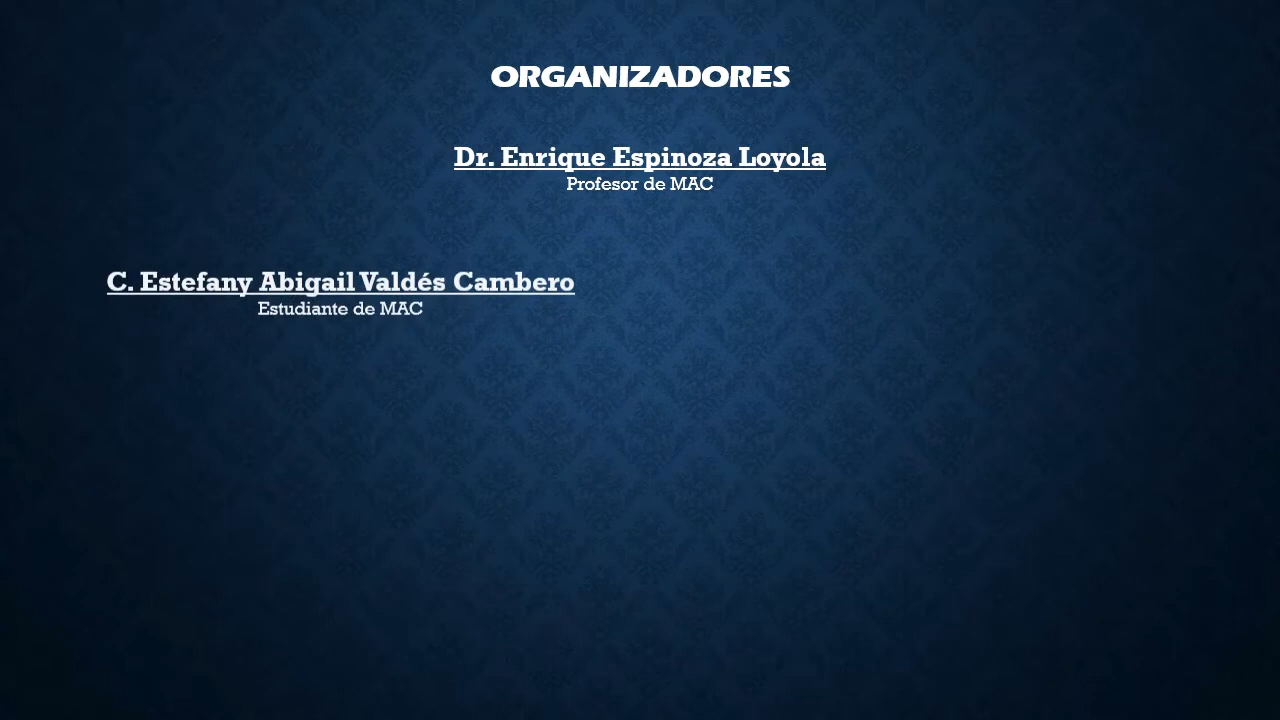 ORGANIZADORES
Dr. Enrique Espinoza Loyola
Profesor de MAC
C. Estefany Abigail Valdés Cambero
Estudiante de MAC